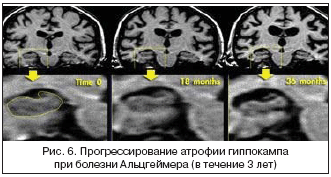 Time 0 18 months 36 months
Рис. 6. Прогрессирование атрофии гиппокампа
при болезни Альцгеймера (в течение 3 лет)